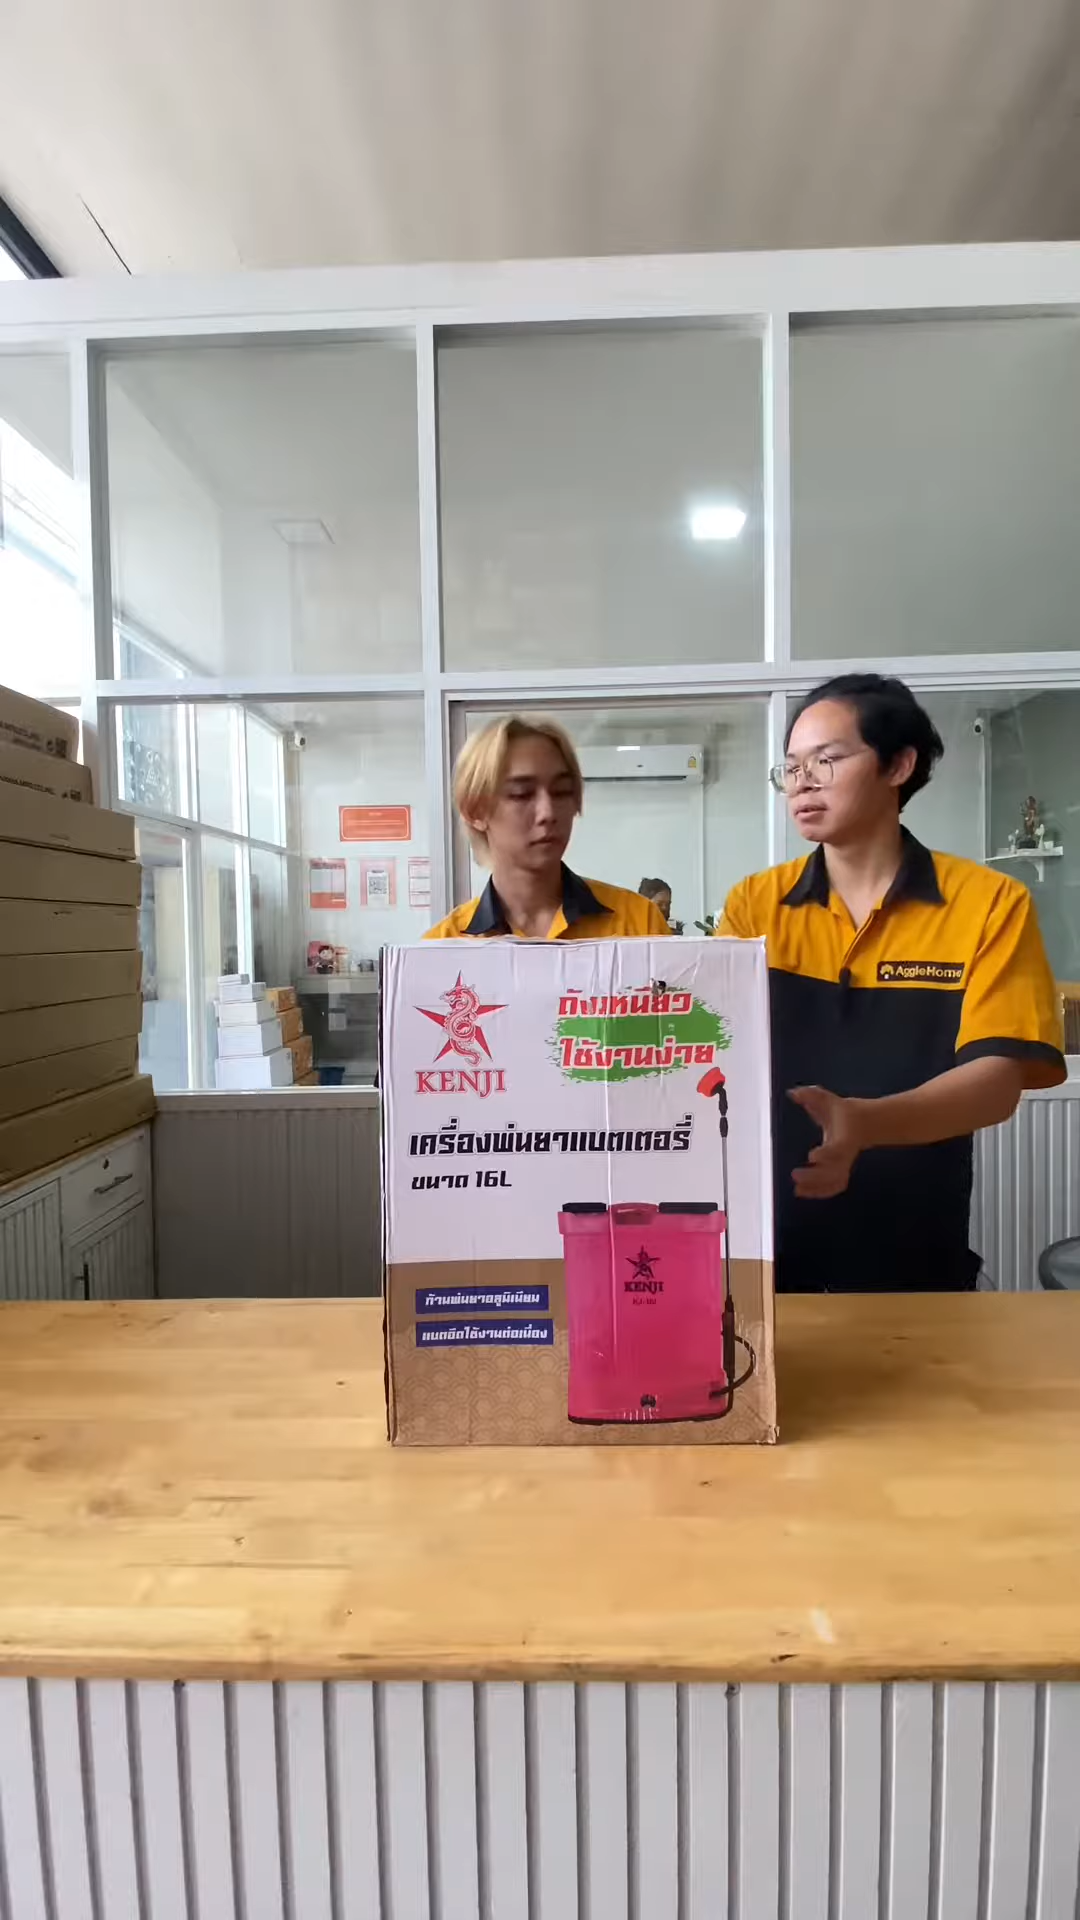 AggieHome
KENJI
ถังเหนียว
ใช้งานง่าย
เครื่องพ่นยาแบตเตอรี่
ขนาด 16L
ก้านพ่นยาอลูมิเนียม
แบตอึดใช้งานต่อเนื่อง
KENJI